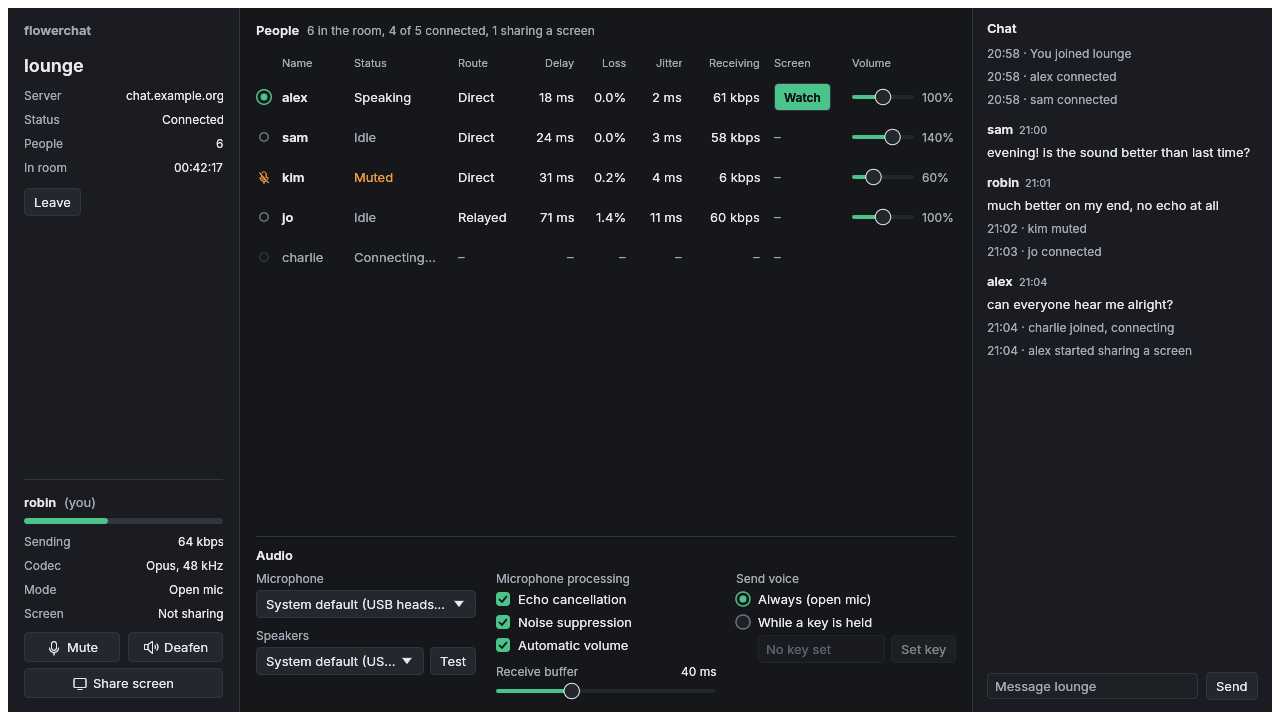 flowerchat
lounge
Server chat.example.org
Status Connected
People 6
In room 00:42:17
Leave
robin (you)
Sending 64 kbps
Codec Opus, 48 kHz
Mode Open mic
Screen Not sharing
Mute Deafen
Share screen
People 6 in the room, 4 of 5 connected, 1 sharing a screen
Name Status Route Delay Loss Jitter Receiving Screen Volume
alex Speaking Direct 18 ms 0.0% 2 ms 61 kbps Watch 100%
sam Idle Direct 24 ms 0.0% 3 ms 58 kbps – 140%
kim Muted Direct 31 ms 0.2% 4 ms 6 kbps – 60%
jo Idle Relayed 71 ms 1.4% 11 ms 60 kbps – 100%
charlie Connecting... – – – – – –
Audio
Microphone
System default (USB heads...
Speakers
System default (US... Test
Microphone processing
Echo cancellation
Noise suppression
Automatic volume
Receive buffer 40 ms
Send voice
Always (open mic)
While a key is held
No key set Set key
Chat
20:58 · You joined lounge
20:58 · alex connected
20:58 · sam connected
sam 21:00
evening! is the sound better than last time?
robin 21:01
much better on my end, no echo at all
21:02 · kim muted
21:03 · jo connected
alex 21:04
can everyone hear me alright?
21:04 · charlie joined, connecting
21:04 · alex started sharing a screen
Message lounge Send